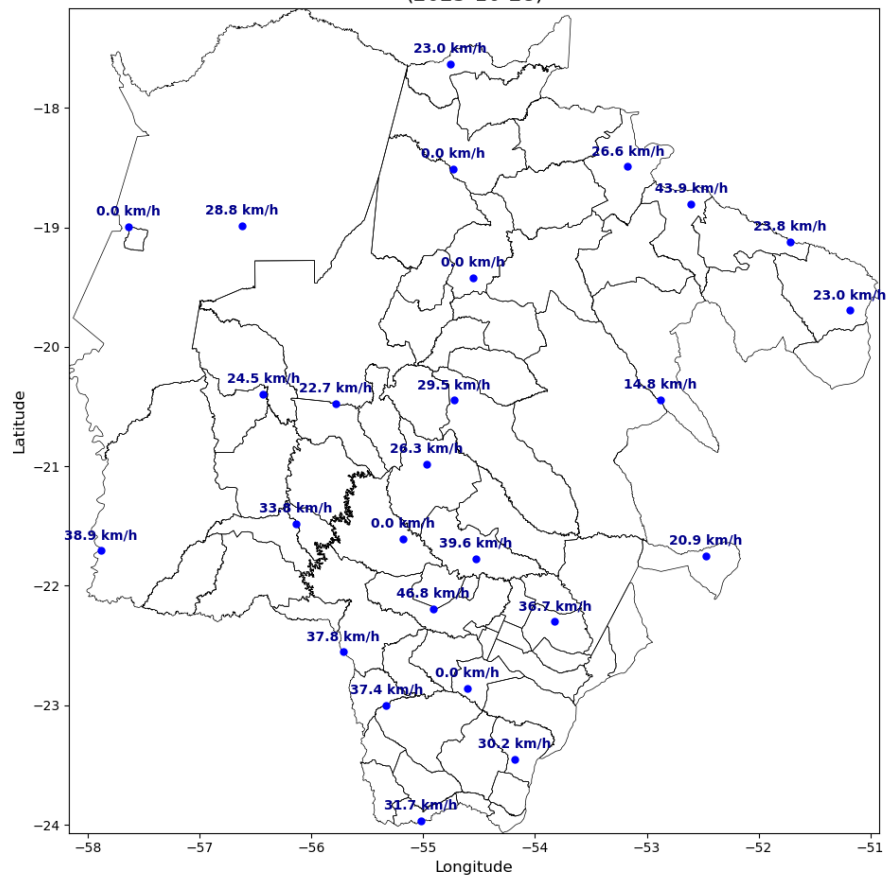 23.0 km/h
−18
0.0 km/h
26.6 km/h
43.9 km/h
0.0 km/h
28.8 km/h
23.8 km/h
−19
0.0 km/h
23.0 km/h
−20
24.5 km/h
22.7 km/h
29.5 km/h
14.8 km/h
Latitude
26.3 km/h
−21
33.8 km/h
0.0 km/h
38.9 km/h
39.6 km/h
20.9 km/h
−22
46.8 km/h
36.7 km/h
37.8 km/h
0.0 km/h
37.4 km/h
−23
30.2 km/h
31.7 km/h
−24
−58 −57 −56 −55 −54 −53 −52 −51
Longitude